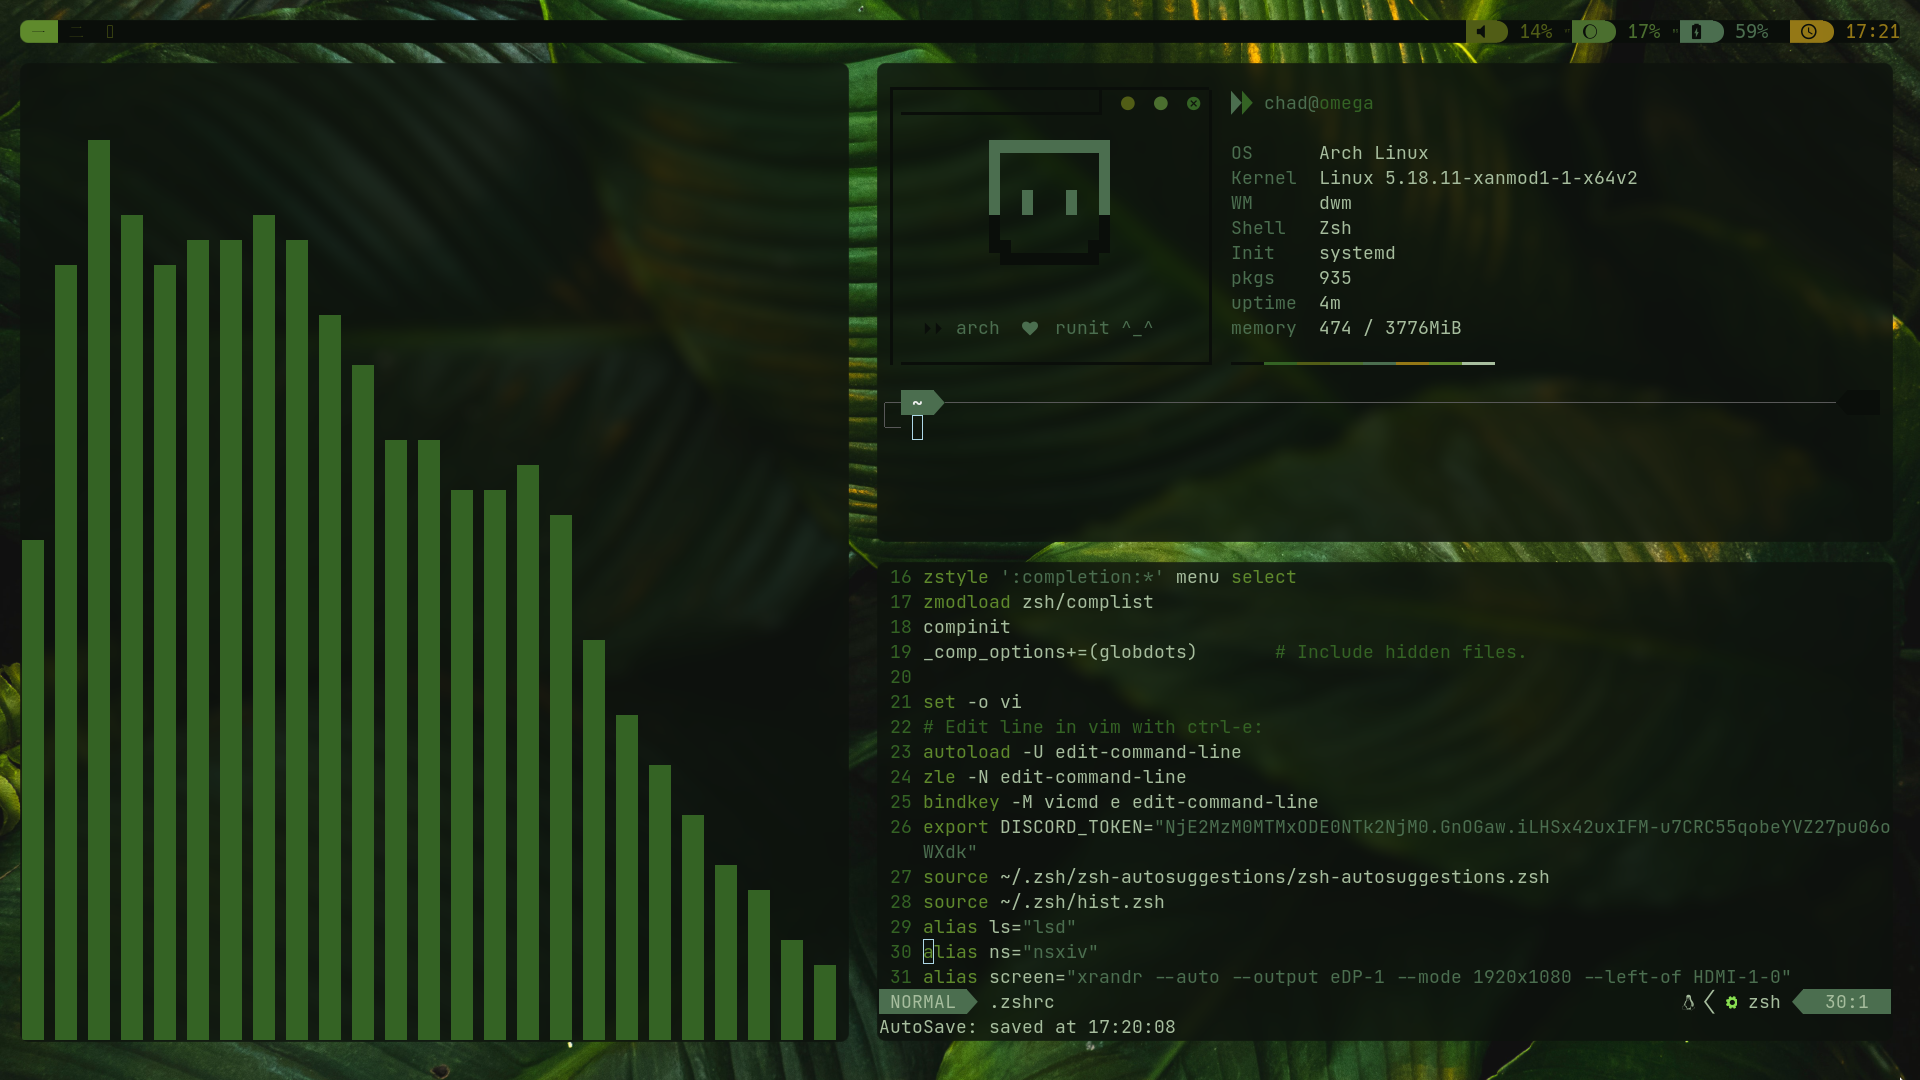 14% 17% 59% 17:21
chad@omega
OS Arch Linux
Kernel Linux 5.18.11-xanmod1-1-x64v2
WM dwm
Shell Zsh
Init systemd
pkgs 935
uptime 4m
memory 474 / 3776MiB
arch ♥ runit ^_^
~
16 zstyle ':completion:*' menu select
17 zmodload zsh/complist
18 compinit
19 _comp_options+=(globdots) # Include hidden files.
20
21 set -o vi
22 # Edit line in vim with ctrl-e:
23 autoload -U edit-command-line
24 zle -N edit-command-line
25 bindkey -M vicmd e edit-command-line
26 export DISCORD_TOKEN="[credential redacted]"
27 source ~/.zsh/zsh-autosuggestions/zsh-autosuggestions.zsh
28 source ~/.zsh/hist.zsh
29 alias ls="lsd"
30 alias ns="nsxiv"
31 alias screen="xrandr --auto --output eDP-1 --mode 1920x1080 --left-of HDMI-1-0"
NORMAL .zshrc zsh 30:1
AutoSave: saved at 17:20:08